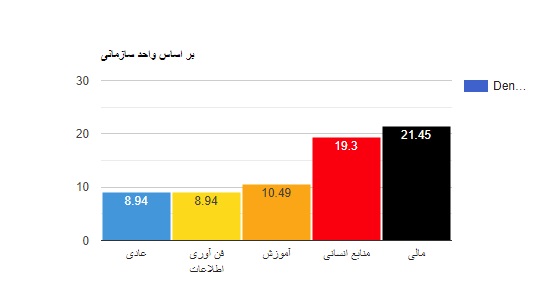 بر اساس واحد سازمانی
30
20
10
0
8.94
8.94
10.49
19.3
21.45
عادی
فن آوری
اطلاعات
آموزش
منابع انسانی
مالی
Den...